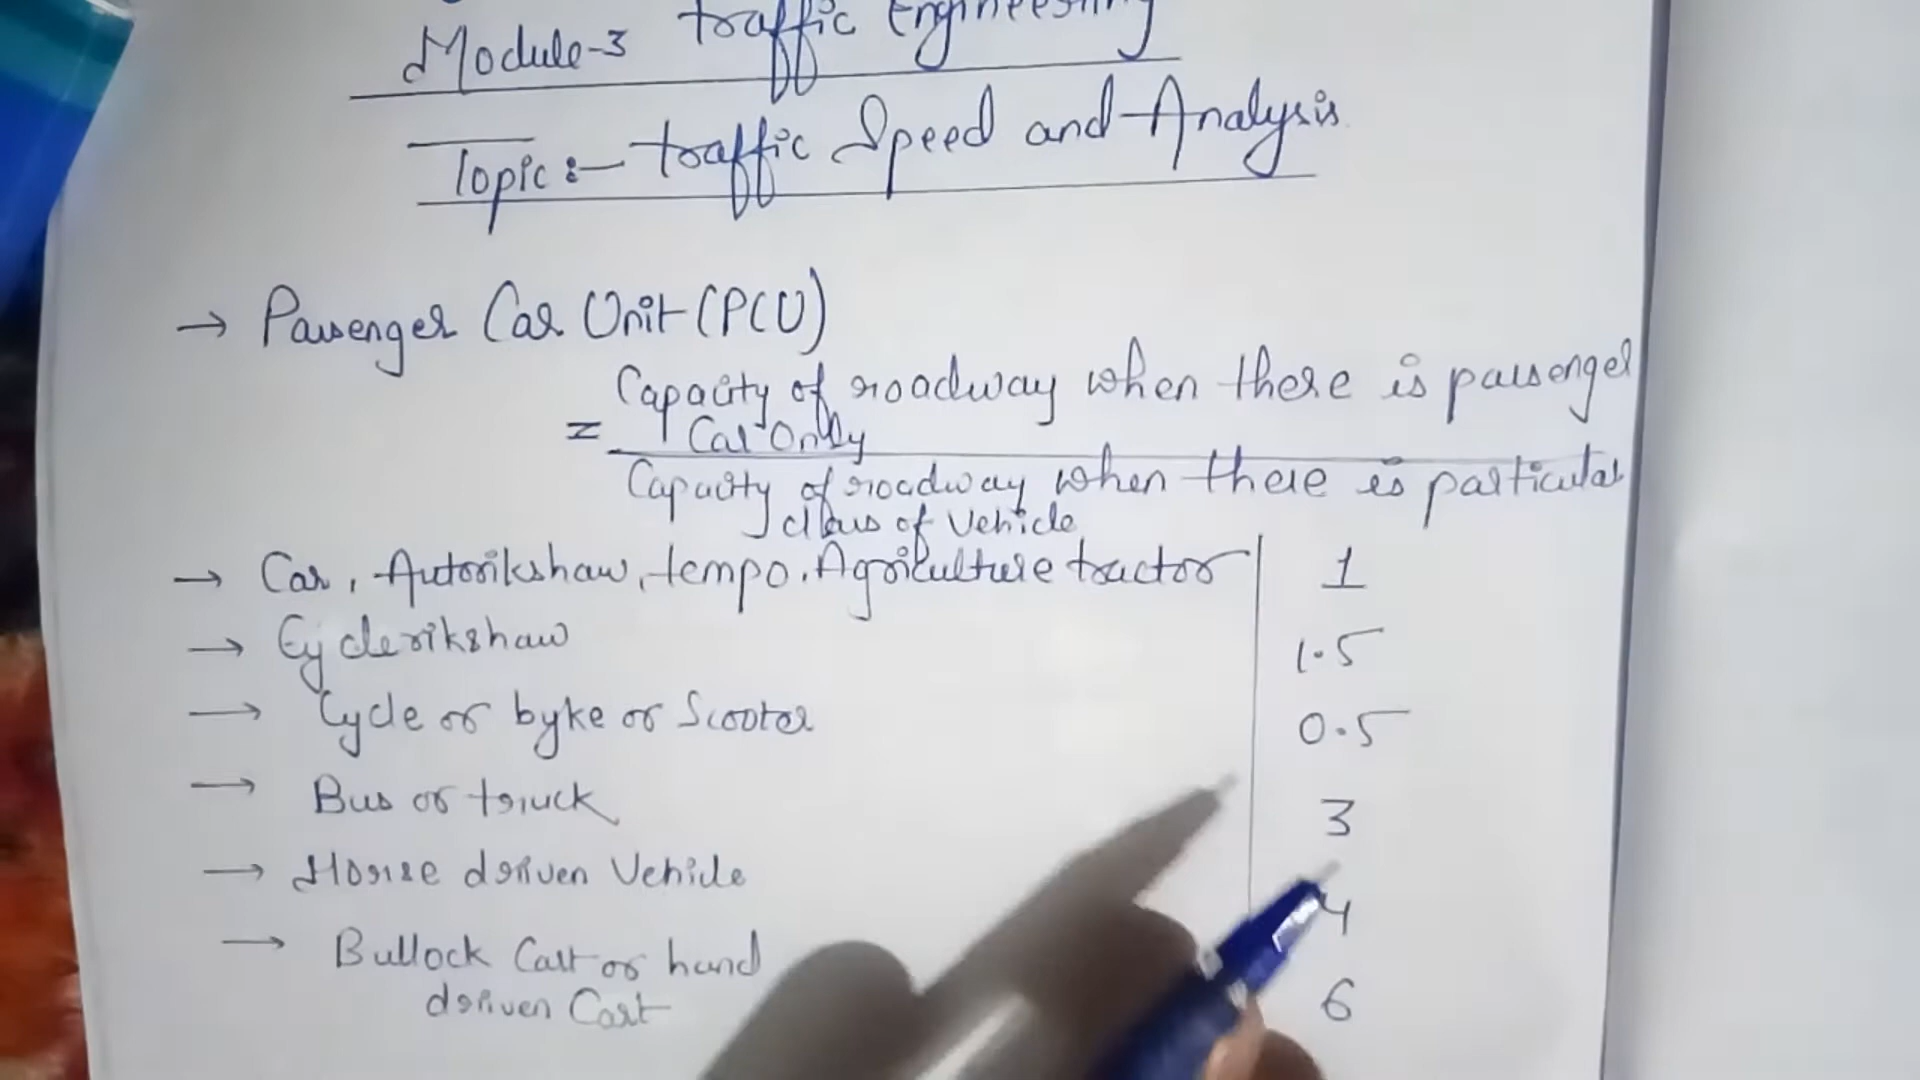 Module-3 traffic Engineering
Topic:- traffic Speed and Analysis
→ Passenger Car Unit (PCU)
= Capacity of roadway when there is passenger
Car Only
Capacity of roadway when there is particular
class of Vehicle
→ Car, Autorikshaw, tempo, Agriculture tractor 1
→ Cyclerikshaw 1.5
→ Cycle or byke or Scooter 0.5
→ Bus or truck 3
→ Horse driven Vehicle 4
→ Bullock Cart or hand
driven Cart 6